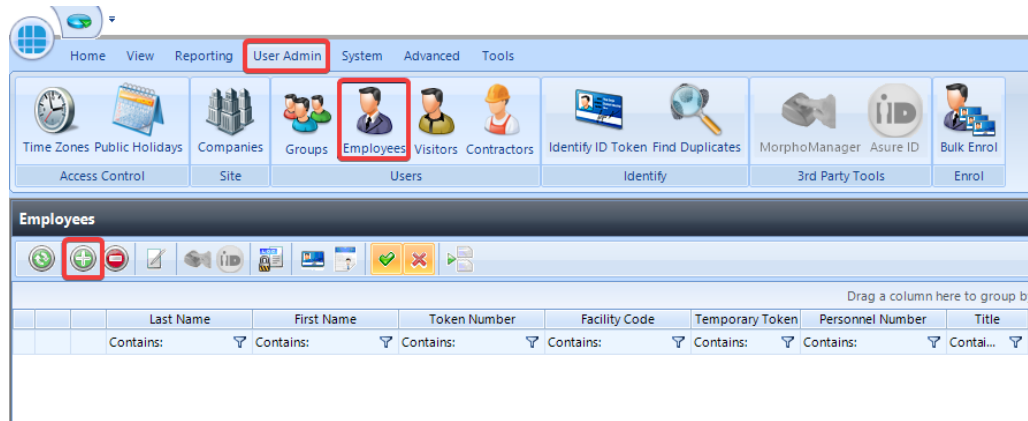 Home View Reporting User Admin System Advanced Tools
Time Zones Public Holidays Companies Groups Employees Visitors Contractors Identify ID Token Find Duplicates MorphoManager Asure ID Bulk Enrol
Access Control Site Users Identify 3rd Party Tools Enrol
Employees
Drag a column here to group b
Last Name First Name Token Number Facility Code Temporary Token Personnel Number Title
Contains: Contains: Contains: Contains: Contains: Contains: Contai...